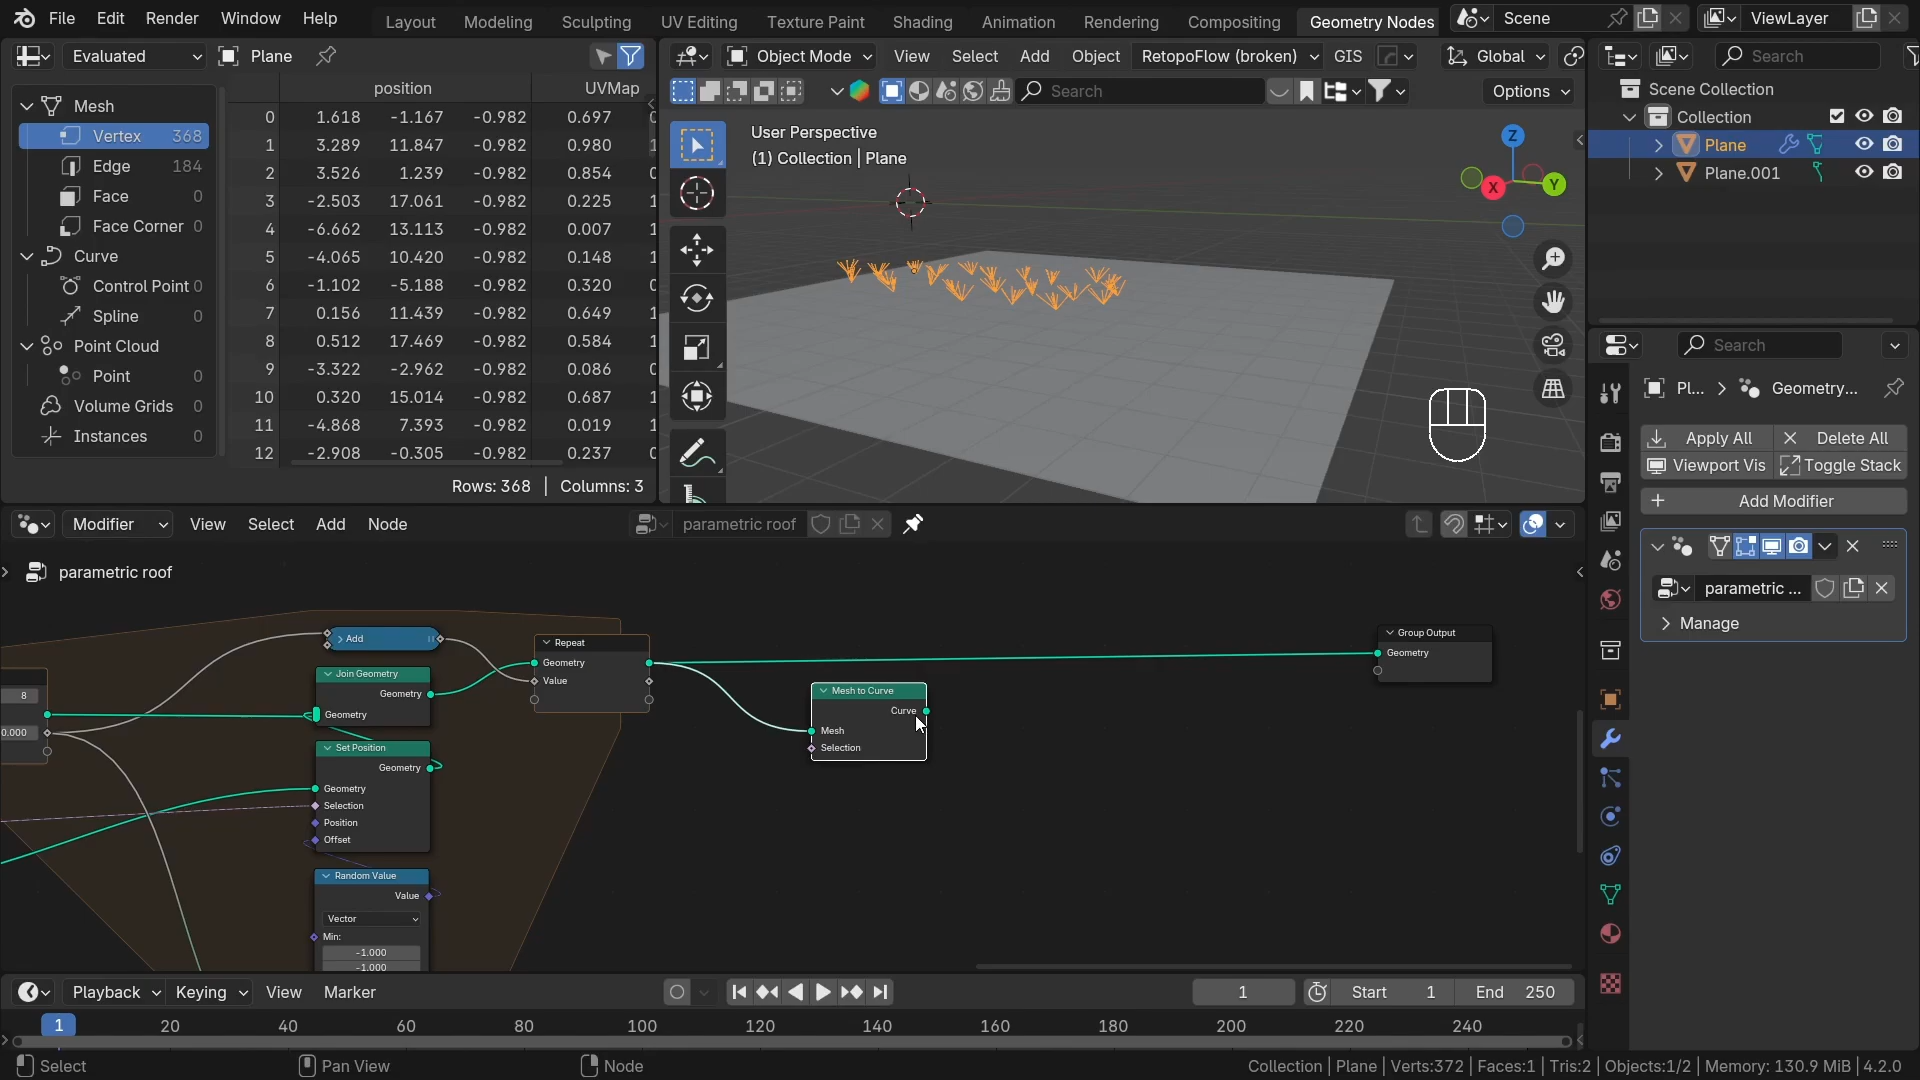 File Edit Render Window Help Layout Modeling Sculpting UV Editing Texture Paint Shading Animation Rendering Compositing Geometry Nodes Scene ViewLayer
Evaluated Plane
Object Mode View Select Add Object RetopoFlow (broken) GIS Global
Search
position UVMap
Search Options
Mesh
Vertex 368
Edge 184
Face 0
Face Corner 0
Curve
Control Point 0
Spline 0
Point Cloud
Point 0
Volume Grids 0
Instances 0
0 1.618 -1.167 -0.982 0.697
1 3.289 11.847 -0.982 0.980
2 3.526 1.239 -0.982 0.854
3 -2.503 17.061 -0.982 0.225
4 -6.662 13.113 -0.982 0.007
5 -4.065 10.420 -0.982 0.148
6 -1.102 -5.188 -0.982 0.320
7 0.156 11.439 -0.982 0.649
8 0.512 17.469 -0.982 0.584
9 -3.322 -2.962 -0.982 0.086
10 0.320 15.014 -0.982 0.687
11 -4.868 7.393 -0.982 0.019
12 -2.908 -0.305 -0.982 0.237
Rows: 368 | Columns: 3
User Perspective
(1) Collection | Plane
Z
X
Y
Scene Collection
Collection
Plane
Plane.001
Search
Pl... Geometry...
Apply All Delete All
Viewport Vis Toggle Stack
Add Modifier
parametric ...
Manage
Modifier View Select Add Node parametric roof
parametric roof
8
0.000
Add
Join Geometry
Geometry
Geometry
Set Position
Geometry
Geometry
Selection
Position
Offset
Random Value
Value
Vector
Min:
-1.000
-1.000
Repeat
Geometry
Value
Mesh to Curve
Curve
Mesh
Selection
Group Output
Geometry
Playback Keying View Marker 1 Start 1 End 250
1 20 40 60 80 100 120 140 160 180 200 220 240
Select Pan View Node Collection | Plane | Verts:372 | Faces:1 | Tris:2 | Objects:1/2 | Memory: 130.9 MiB | 4.2.0